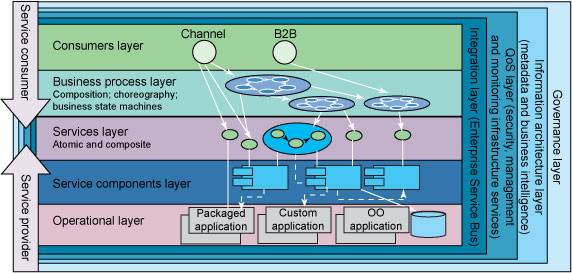 Service consumer
Service provider
Channel
B2B
Consumers layer
Business process layer
Composition; choreography;
business state machines
Services layer
Atomic and composite
Service components layer
Operational layer
Packaged
application
Custom
application
OO
application
Integration layer (Enterprise Service Bus)
QoS layer (security, management
and monitoring infrastructure services)
Information architecture layer
(metadata and business intelligence)
Governance layer